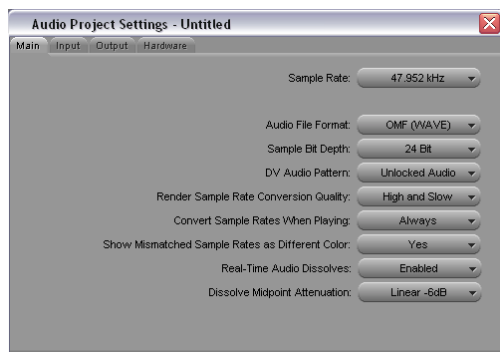 Audio Project Settings - Untitled
Main Input Output Hardware
Sample Rate: 47.952 kHz
Audio File Format: OMF (WAVE)
Sample Bit Depth: 24 Bit
DV Audio Pattern: Unlocked Audio
Render Sample Rate Conversion Quality: High and Slow
Convert Sample Rates When Playing: Always
Show Mismatched Sample Rates as Different Color: Yes
Real-Time Audio Dissolves: Enabled
Dissolve Midpoint Attenuation: Linear -6dB